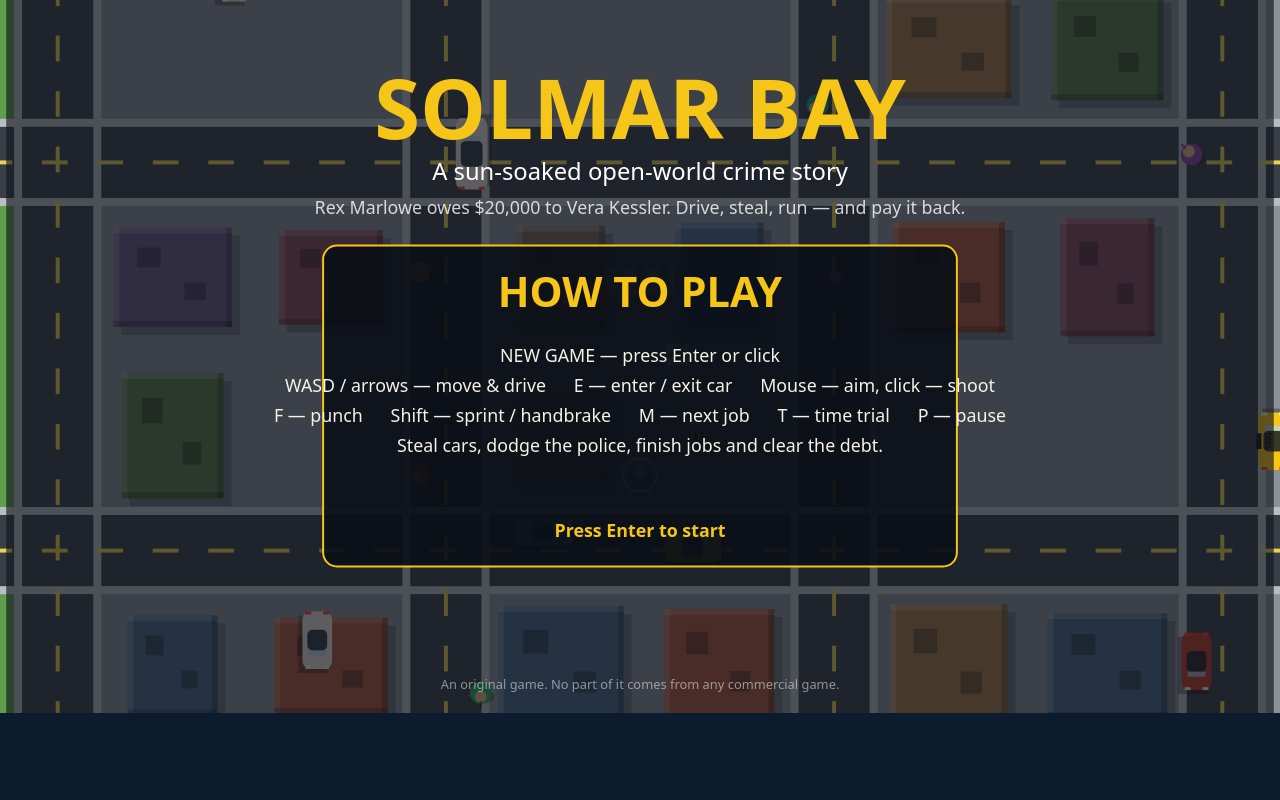 SOLMAR BAY
A sun-soaked open-world crime story
Rex Marlowe owes $20,000 to Vera Kessler. Drive, steal, run — and pay it back.
HOW TO PLAY
NEW GAME — press Enter or click
WASD / arrows — move & drive E — enter / exit car Mouse — aim, click — shoot
F — punch Shift — sprint / handbrake M — next job T — time trial P — pause
Steal cars, dodge the police, finish jobs and clear the debt.
Press Enter to start
An original game. No part of it comes from any commercial game.